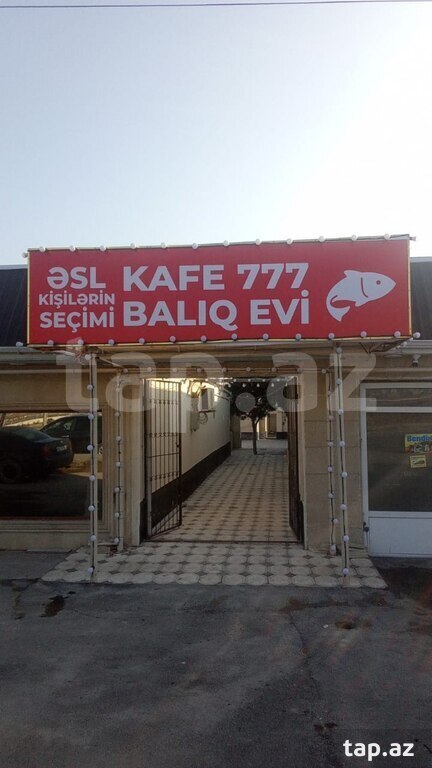 ƏSL
KİŞİLƏRİN
SEÇİMİ
KAFE 777
BALIQ EVİ
tap.az
tap.az